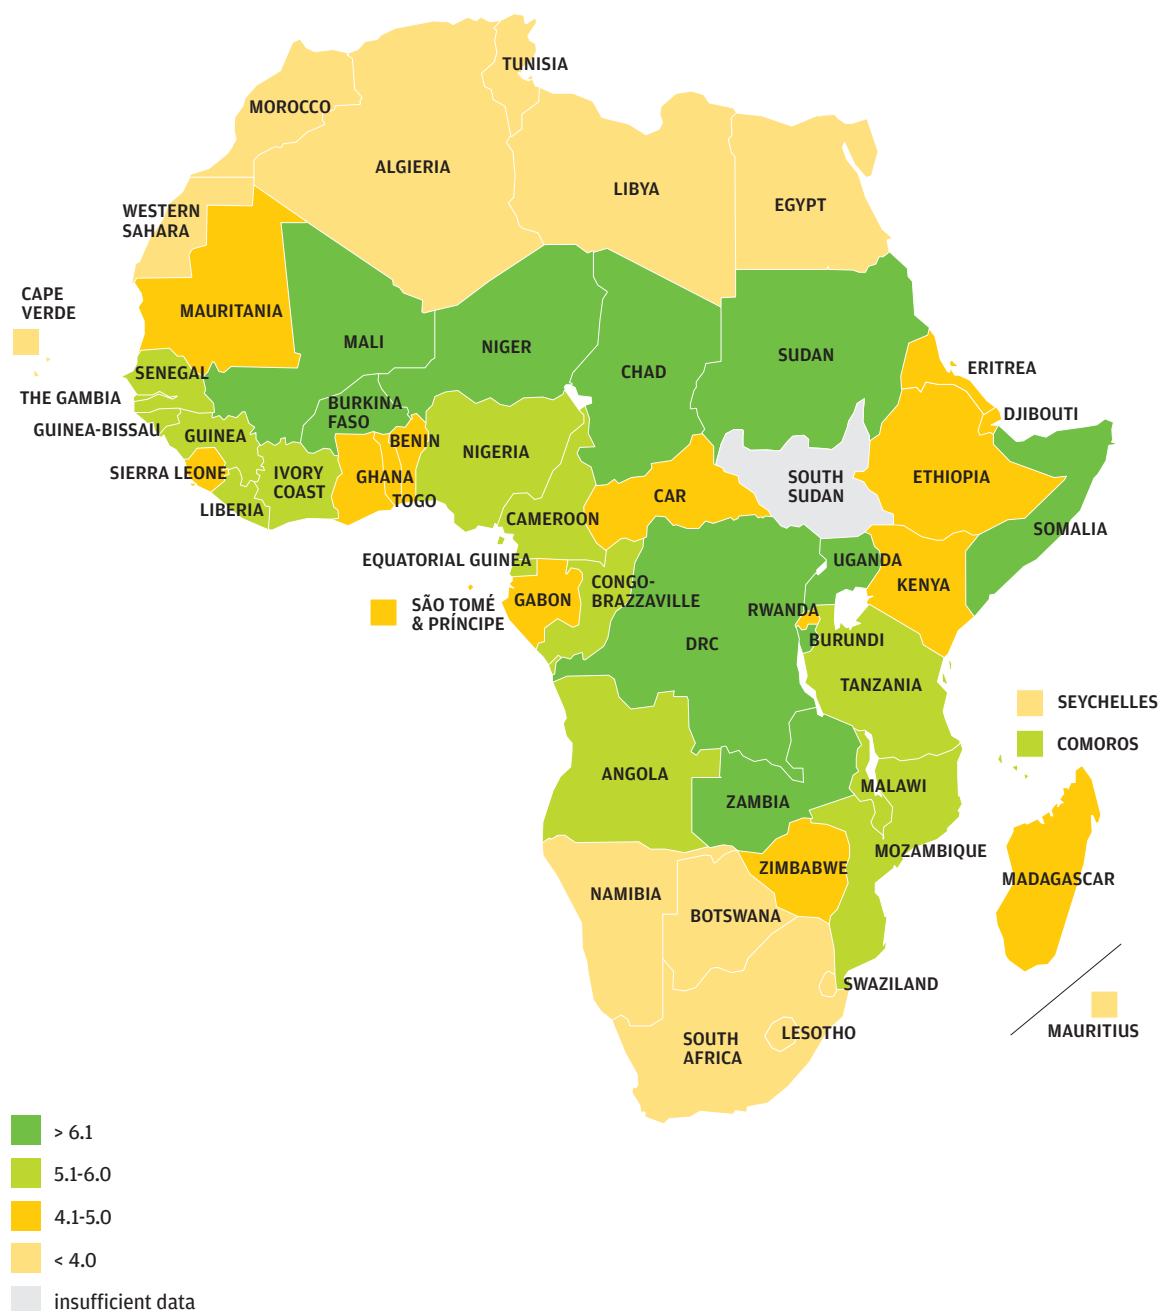 TUNISIA
MOROCCO
ALGIERIA
LIBYA
EGYPT
WESTERN
SAHARA
CAPE
VERDE
MAURITANIA
MALI
NIGER
CHAD
SUDAN
ERITREA
SENEGAL
THE GAMBIA
BURKINA
FASO
DJIBOUTI
GUINEA-BISSAU
GUINEA
BENIN
NIGERIA
SIERRA LEONE
IVORY
COAST
GHANA
TOGO
CAR
SOUTH
SUDAN
ETHIOPIA
LIBERIA
CAMEROON
SOMALIA
EQUATORIAL GUINEA
UGANDA
KENYA
CONGO-
BRAZZAVILLE
GABON
SÃO TOMÉ
& PRÍNCIPE
RWANDA
DRC
BURUNDI
TANZANIA
SEYCHELLES
COMOROS
ANGOLA
MALAWI
ZAMBIA
MOZAMBIQUE
ZIMBABWE
MADAGASCAR
NAMIBIA
BOTSWANA
SWAZILAND
LESOTHO
SOUTH
AFRICA
MAURITIUS
> 6.1
5.1-6.0
4.1-5.0
< 4.0
insufficient data